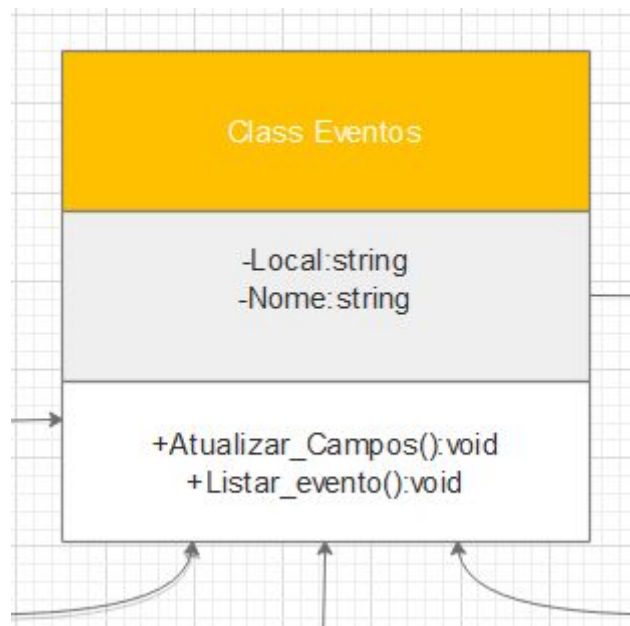 Class Eventos
-Local:string
-Nome:string
+Atualizar_Campos():void
+Listar_evento():void